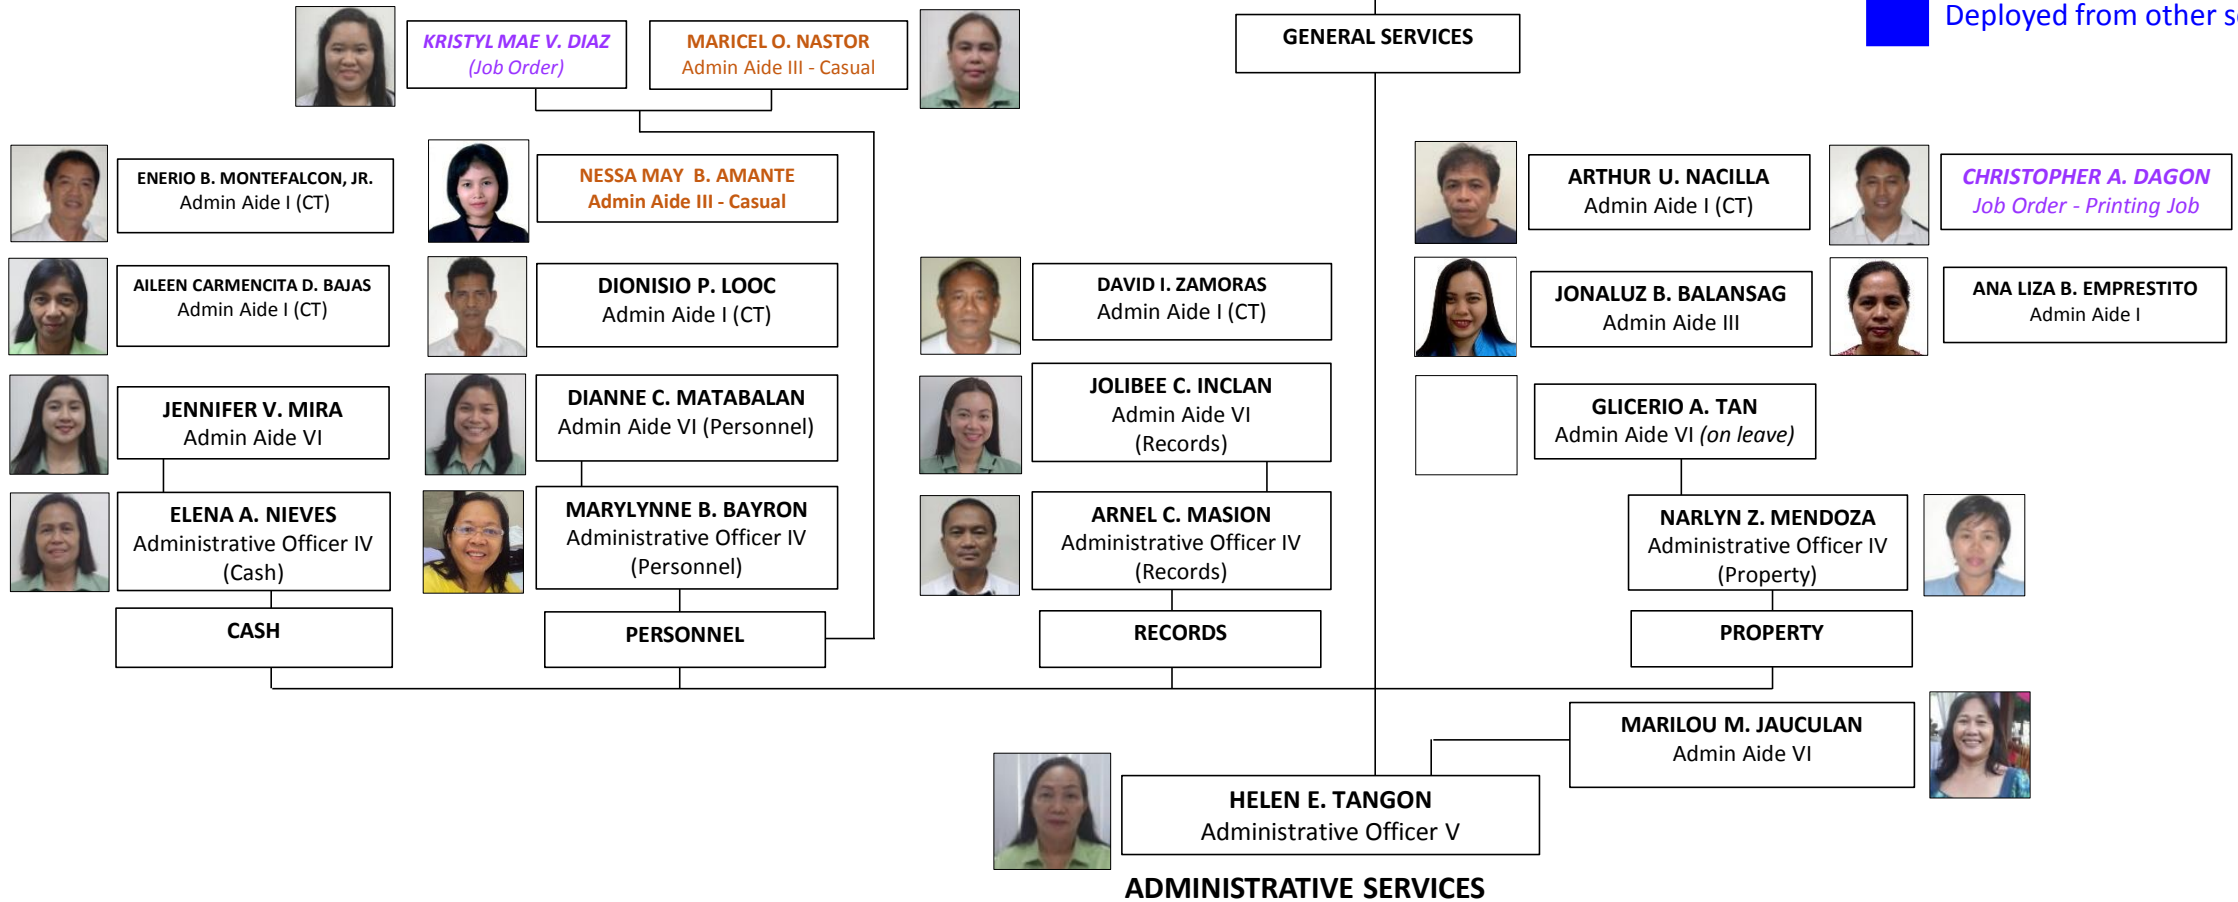 Deployed from other
KRISTYL MAE V. DIAZ
(Job Order)
MARICEL O. NASTOR
Admin Aide III - Casual
GENERAL SERVICES
ENERIO B. MONTEFALCON, JR.
Admin Aide I (CT)
NESSA MAY B. AMANTE
Admin Aide III - Casual
ARTHUR U. NACILLA
Admin Aide I (CT)
CHRISTOPHER A. DAGON
Job Order - Printing Job
AILEEN CARMENCITA D. BAJAS
Admin Aide I (CT)
DIONISIO P. LOOC
Admin Aide I (CT)
DAVID I. ZAMORAS
Admin Aide I (CT)
JONALUZ B. BALANSAG
Admin Aide III
ANA LIZA B. EMPRESTITO
Admin Aide I
JENNIFER V. MIRA
Admin Aide VI
DIANNE C. MATABALAN
Admin Aide VI (Personnel)
JOLIBEE C. INCLAN
Admin Aide VI
(Records)
GLICERIO A. TAN
Admin Aide VI (on leave)
ELENA A. NIEVES
Administrative Officer IV
(Cash)
MARYLYNNE B. BAYRON
Administrative Officer IV
(Personnel)
ARNEL C. MASION
Administrative Officer IV
(Records)
NARLYN Z. MENDOZA
Administrative Officer IV
(Property)
CASH
PERSONNEL
RECORDS
PROPERTY
MARILOU M. JAUCULAN
Admin Aide VI
HELEN E. TANGON
Administrative Officer V
ADMINISTRATIVE SERVICES